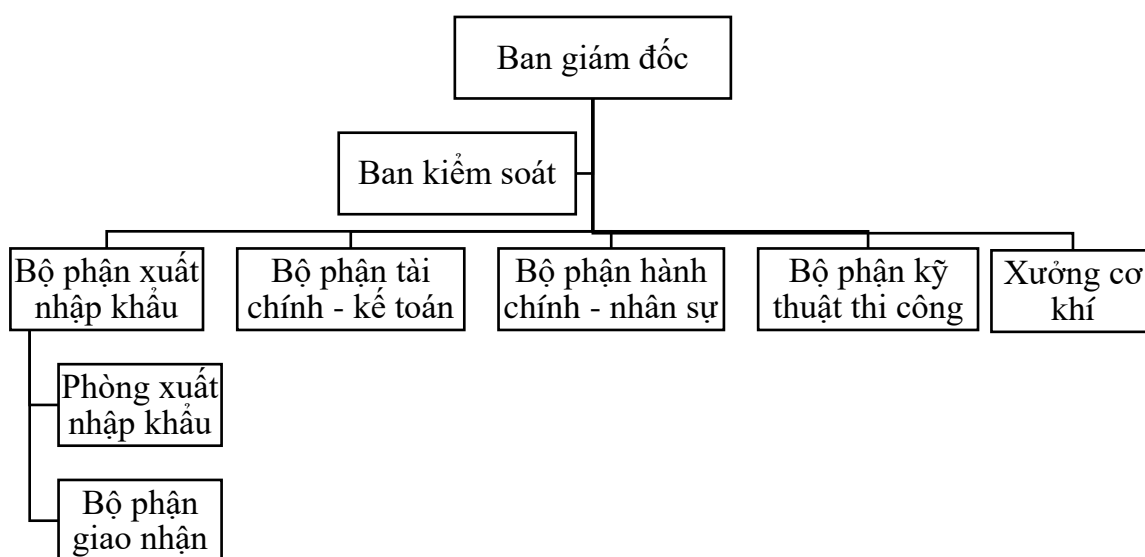 Ban giám đốc
Ban kiểm soát
Bộ phận xuất
nhập khẩu
Bộ phận tài
chính - kế toán
Bộ phận hành
chính - nhân sự
Bộ phận kỹ
thuật thi công
Xưởng cơ
khí
Phòng xuất
nhập khẩu
Bộ phận
giao nhận